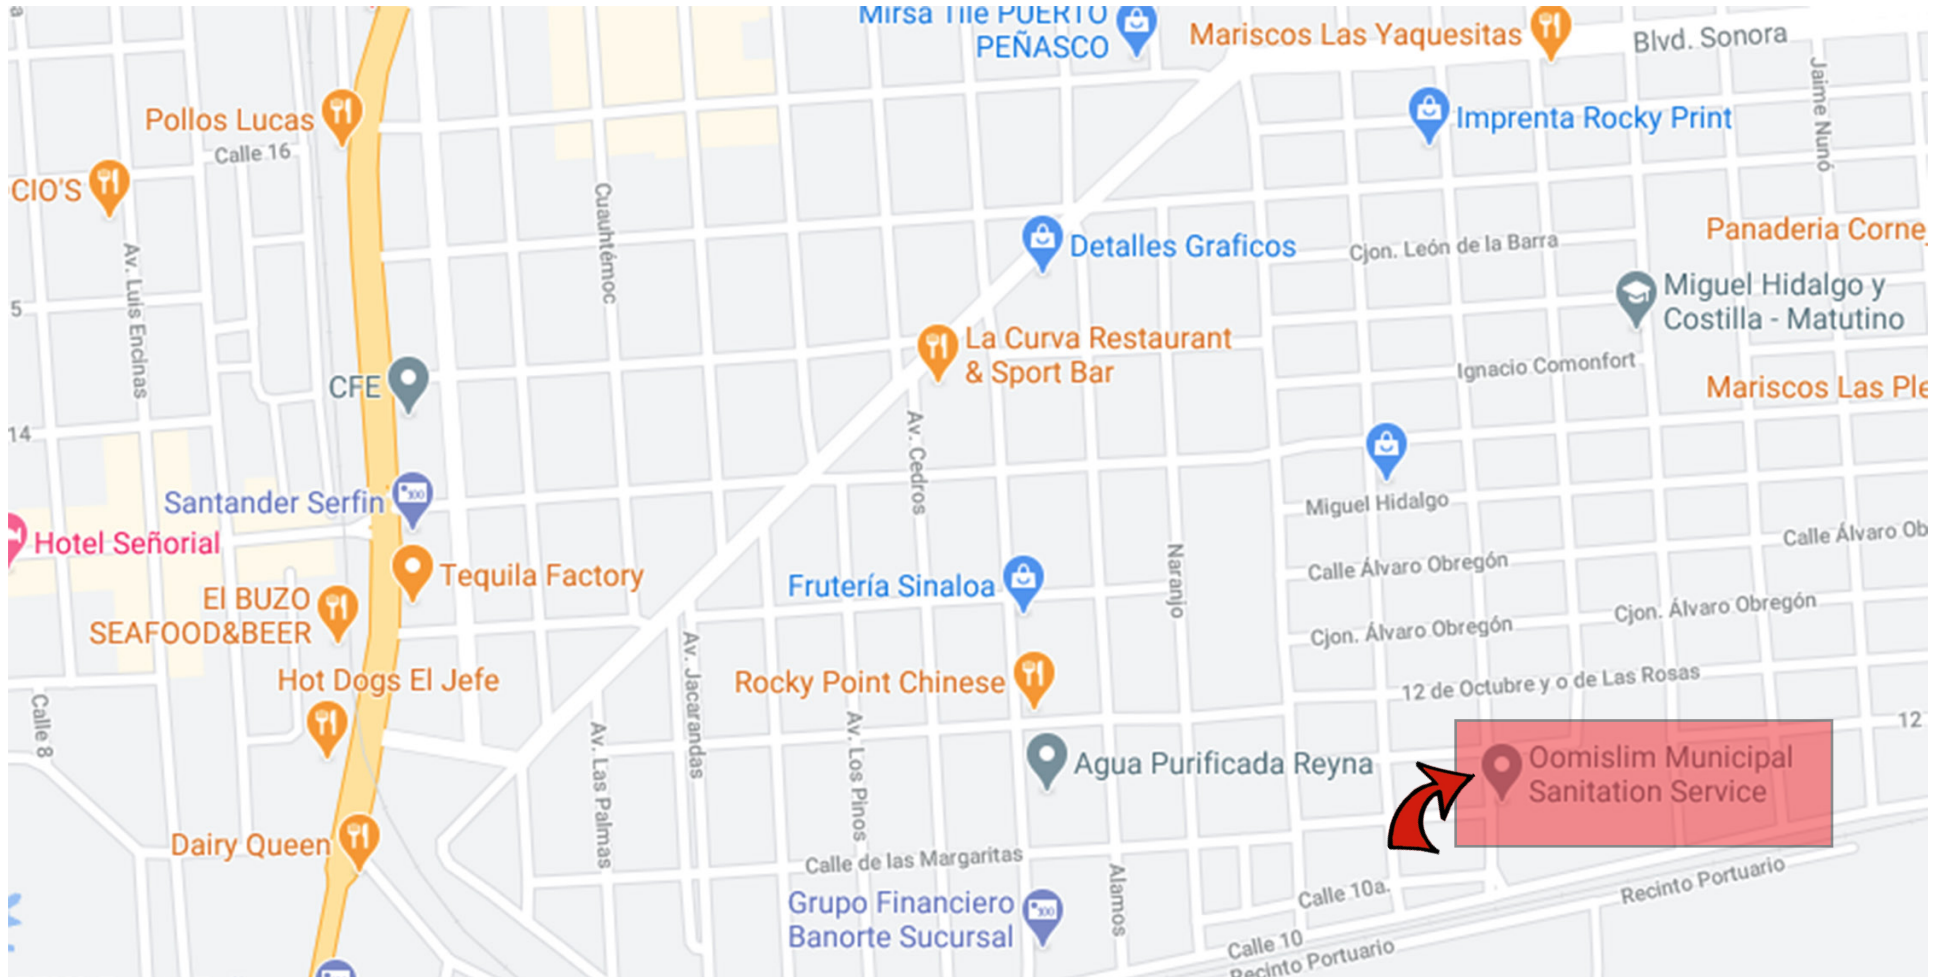 Mirsa Tile PUERTO
PEÑASCO
Mariscos Las Yaquesitas
Blvd. Sonora
Jaime Nunó
Pollos Lucas
Calle 16
Imprenta Rocky Print
CIO'S
Cuauhtémoc
Av. Luis Encinas
Detalles Graficos
Cjon. León de la Barra
Panaderia Corne
5
Miguel Hidalgo y
Costilla - Matutino
La Curva Restaurant
& Sport Bar
Ignacio Comonfort
CFE
Mariscos Las Ple
14
Av. Cedros
Santander Serfin
Miguel Hidalgo
Hotel Señorial
Calle Álvaro Ob
Calle Álvaro Obregón
Tequila Factory
Frutería Sinaloa
Naranjo
El BUZO
SEAFOOD&BEER
Cjon. Álvaro Obregón
Cjon. Álvaro Obregón
Av. Jacarandas
Hot Dogs El Jefe
Rocky Point Chinese
12 de Octubre y o de Las Rosas
Calle 8
Av. Las Palmas
Av. Los Pinos
12
Agua Purificada Reyna
Oomislim Municipal
Sanitation Service
Dairy Queen
Calle de las Margaritas
Alamos
Calle 10a.
Recinto Portuario
Grupo Financiero
Banorte Sucursal
Calle 10
Recinto Portuario